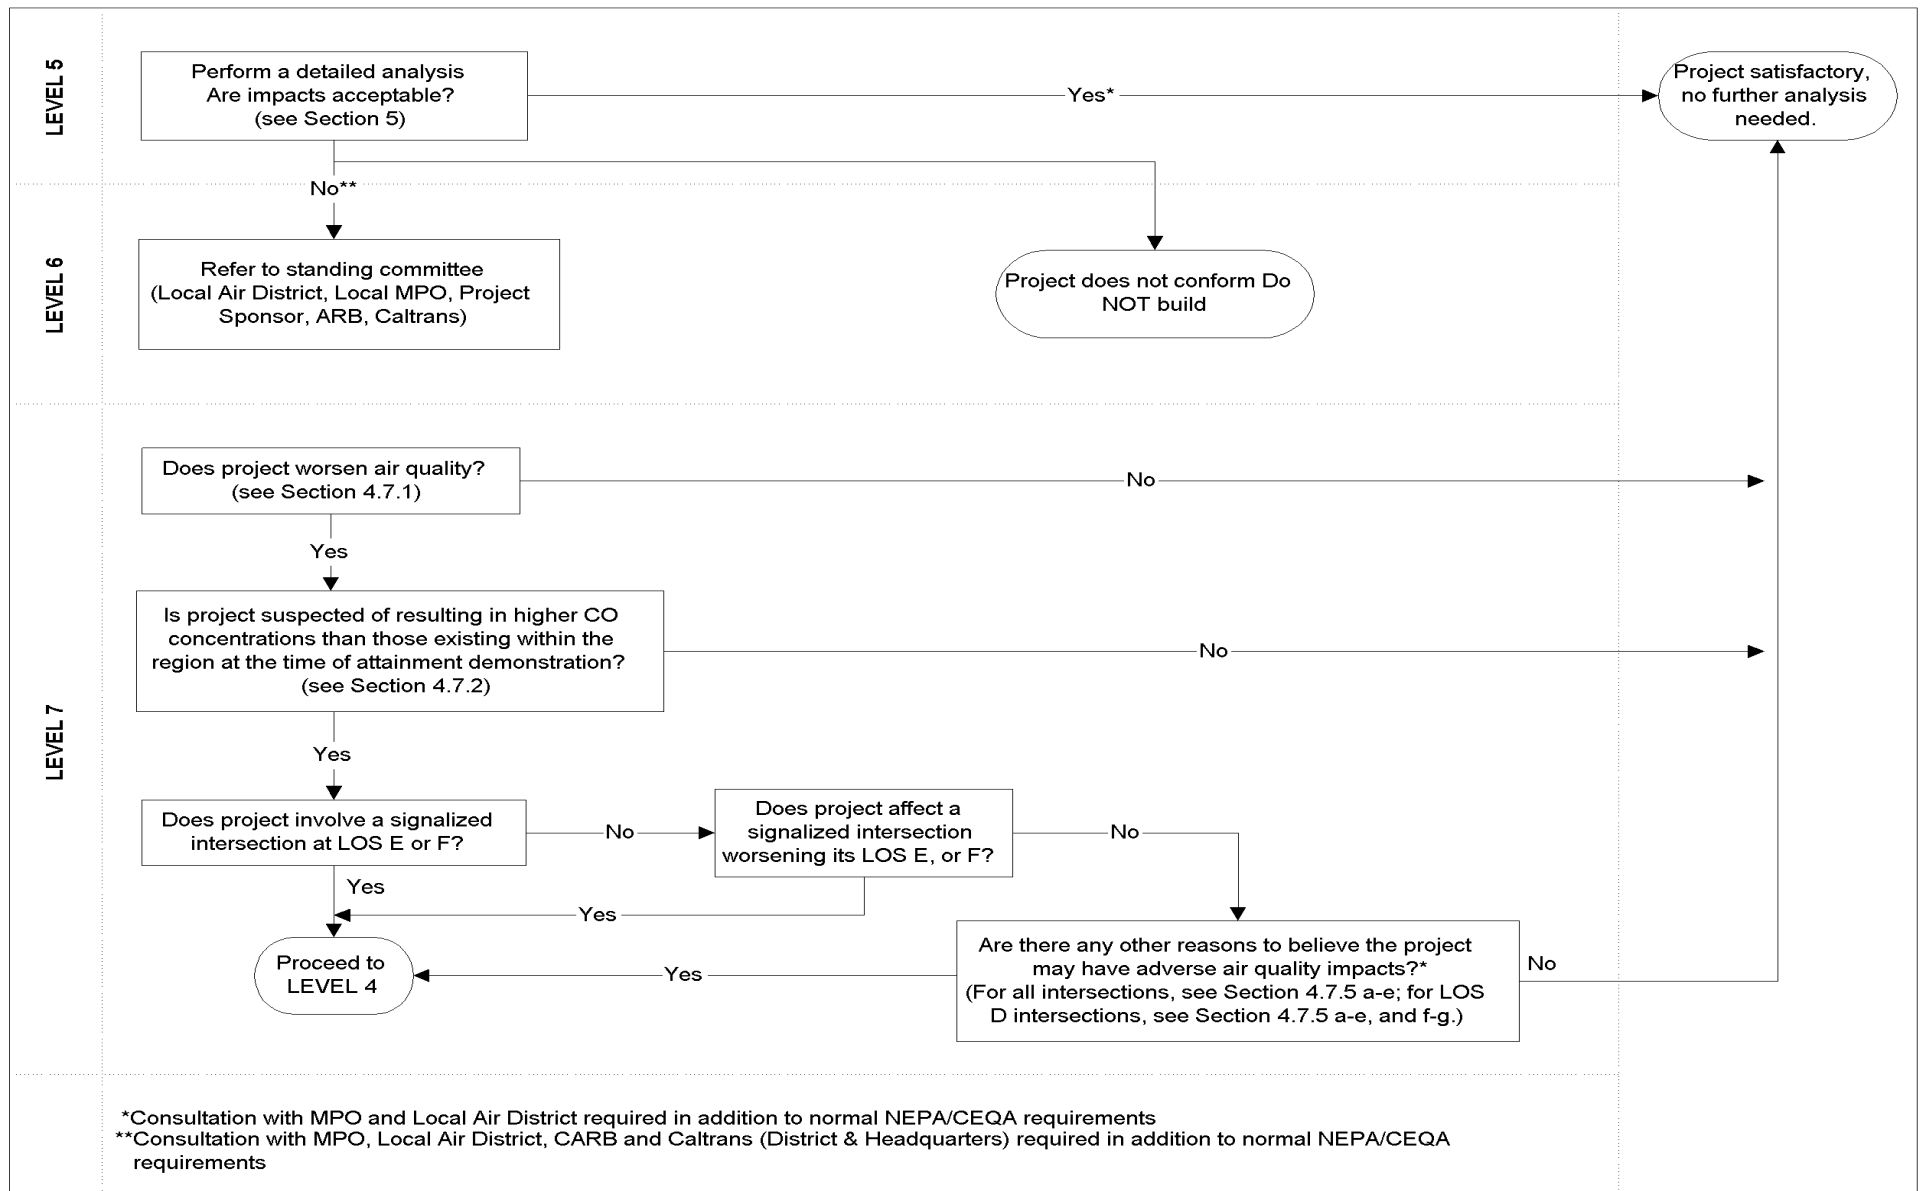 LEVEL 5
Perform a detailed analysis
Are impacts acceptable?
(see Section 5)
Yes*
Project satisfactory,
no further analysis
needed.
No**
LEVEL 6
Refer to standing committee
(Local Air District, Local MPO, Project
Sponsor, ARB, Caltrans)
Project does not conform Do
NOT build
LEVEL 7
Does project worsen air quality?
(see Section 4.7.1)
No
Yes
Is project suspected of resulting in higher CO
concentrations than those existing within the
region at the time of attainment demonstration?
(see Section 4.7.2)
No
Yes
Does project involve a signalized
intersection at LOS E or F?
No
Does project affect a
signalized intersection
worsening its LOS E, or F?
No
Yes
Yes
Are there any other reasons to believe the project
may have adverse air quality impacts?*
(For all intersections, see Section 4.7.5 a-e; for LOS
D intersections, see Section 4.7.5 a-e, and f-g.)
No
Yes
Proceed to
LEVEL 4
*Consultation with MPO and Local Air District required in addition to normal NEPA/CEQA requirements
**Consultation with MPO, Local Air District, CARB and Caltrans (District & Headquarters) required in addition to normal NEPA/CEQA
requirements